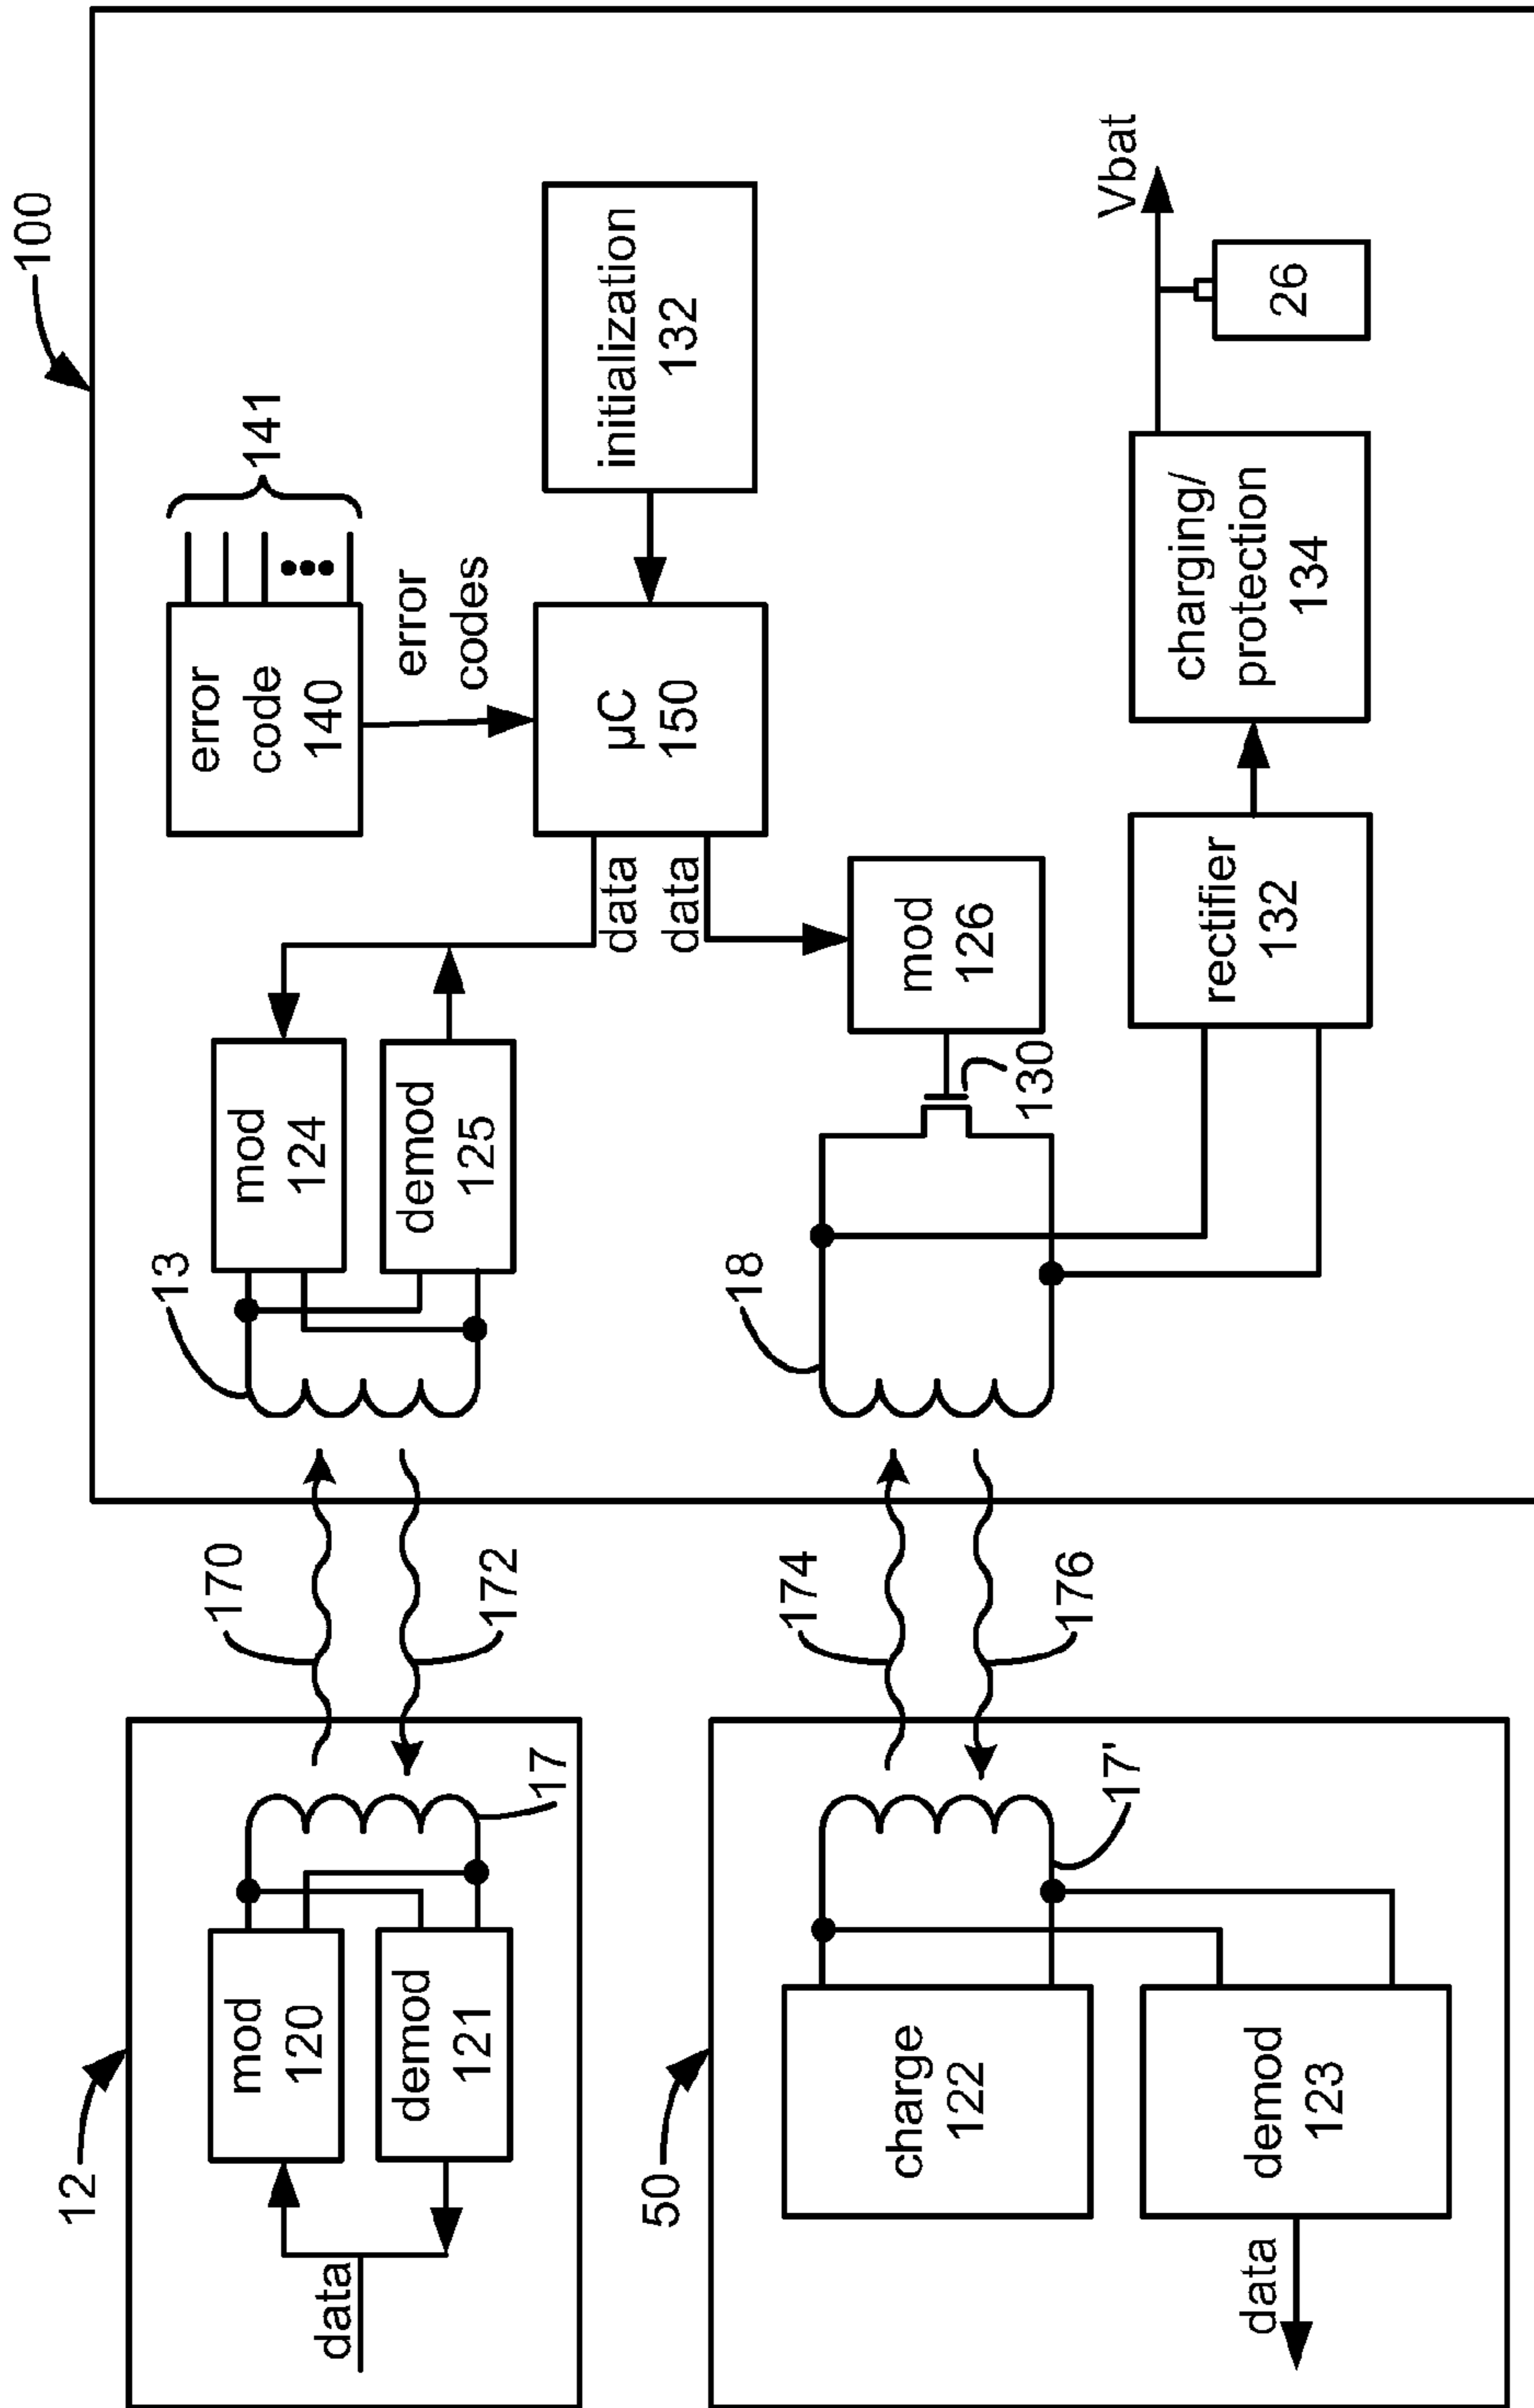 100
12
mod
120
demod
121
data
17
170
172
13
mod
124
demod
125
error
code
140
141
error
codes
µC
150
data
data
initialization
132
50
charge
122
demod
123
data
17'
174
176
18
130
mod
126
rectifier
132
charging/
protection
134
Vbat
26